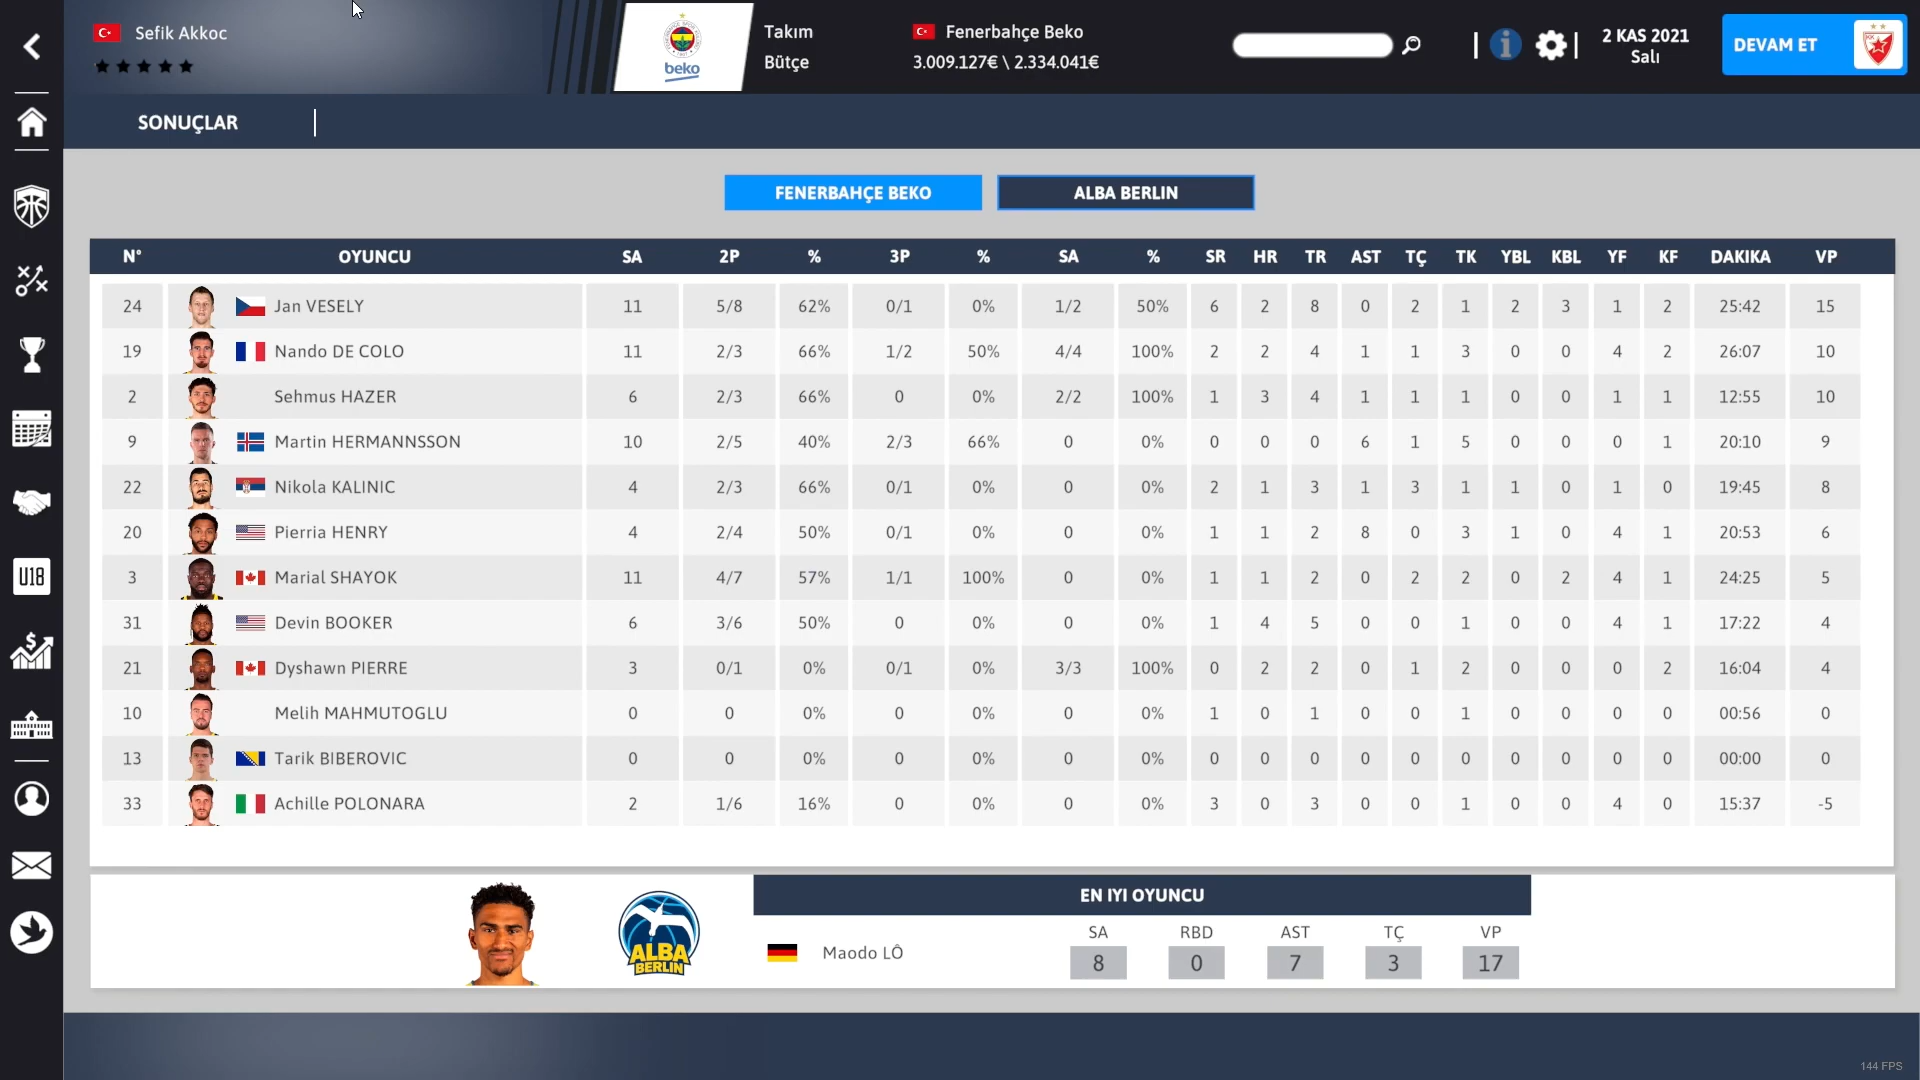 Sefik Akkoc
beko
Takım
Fenerbahçe Beko
Bütçe
3.009.127€ \ 2.334.041€
2 KAS 2021
Salı
DEVAM ET
SONUÇLAR
FENERBAHÇE BEKO ALBA BERLIN
N° OYUNCU SA 2P % 3P % SA % SR HR TR AST TÇ TK YBL KBL YF KF DAKIKA VP
24 Jan VESELY 11 5/8 62% 0/1 0% 1/2 50% 6 2 8 0 2 1 2 3 1 2 25:42 15
19 Nando DE COLO 11 2/3 66% 1/2 50% 4/4 100% 2 2 4 1 1 3 0 0 4 2 26:07 10
2 Sehmus HAZER 6 2/3 66% 0 0% 2/2 100% 1 3 4 1 1 1 0 0 1 1 12:55 10
9 Martin HERMANNSSON 10 2/5 40% 2/3 66% 0 0% 0 0 0 6 1 5 0 0 0 1 20:10 9
22 Nikola KALINIC 4 2/3 66% 0/1 0% 0 0% 2 1 3 1 3 1 1 0 1 0 19:45 8
20 Pierria HENRY 4 2/4 50% 0/1 0% 0 0% 1 1 2 8 0 3 1 0 4 1 20:53 6
3 Marial SHAYOK 11 4/7 57% 1/1 100% 0 0% 1 1 2 0 2 2 0 2 4 1 24:25 5
31 Devin BOOKER 6 3/6 50% 0 0% 0 0% 1 4 5 0 0 1 0 0 4 1 17:22 4
21 Dyshawn PIERRE 3 0/1 0% 0/1 0% 3/3 100% 0 2 2 0 1 2 0 0 0 2 16:04 4
10 Melih MAHMUTOGLU 0 0 0% 0 0% 0 0% 1 0 1 0 0 1 0 0 0 0 00:56 0
13 Tarik BIBEROVIC 0 0 0% 0 0% 0 0% 0 0 0 0 0 0 0 0 0 0 00:00 0
33 Achille POLONARA 2 1/6 16% 0 0% 0 0% 3 0 3 0 0 1 0 0 4 0 15:37 -5
U18
EN IYI OYUNCU
ALBA
BERLIN
Maodo LÔ
SA RBD AST TÇ VP
8 0 7 3 17
144 FPS